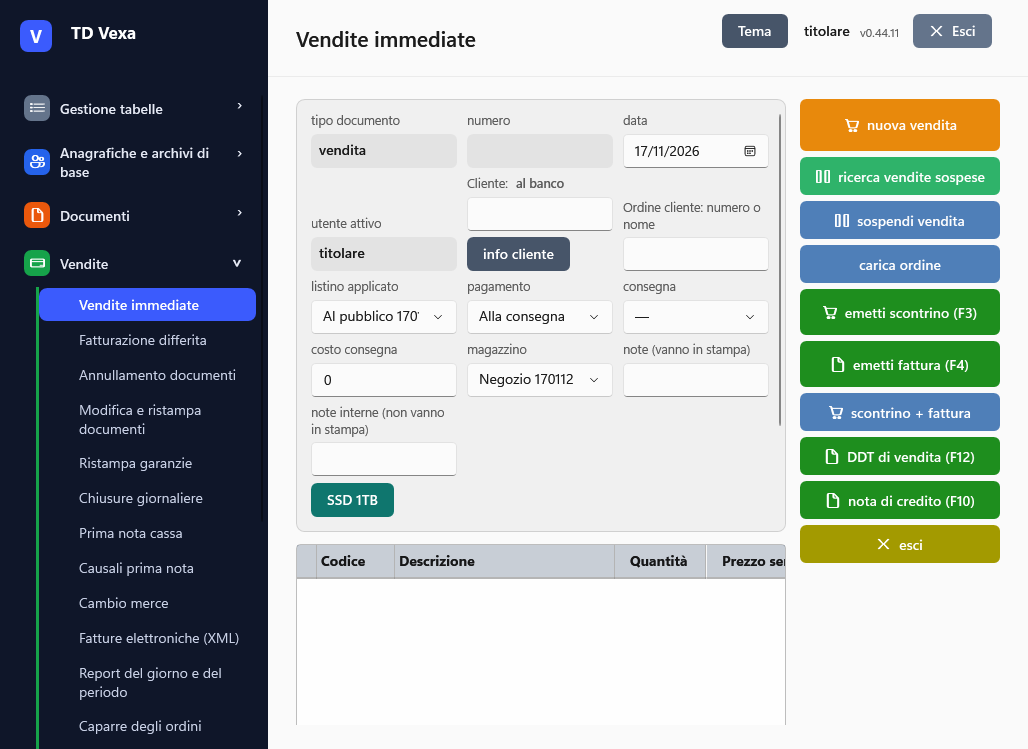 V
TD Vexa
Gestione tabelle
Anagrafiche e archivi di
base
Documenti
Vendite
Vendite immediate
Fatturazione differita
Annullamento documenti
Modifica e ristampa
documenti
Ristampa garanzie
Chiusure giornaliere
Prima nota cassa
Causali prima nota
Cambio merce
Fatture elettroniche (XML)
Report del giorno e del
periodo
Caparre degli ordini
Vendite immediate
Tema
titolare v0.44.11
Esci
tipo documento
vendita
numero
data
17/11/2026
Cliente: al banco
utente attivo
titolare
info cliente
Ordine cliente: numero o
nome
listino applicato
Al pubblico 170
pagamento
Alla consegna
consegna
—
costo consegna
0
magazzino
Negozio 170112
note (vanno in stampa)
note interne (non vanno
in stampa)
SSD 1TB
Codice
Descrizione
Quantità
Prezzo se
nuova vendita
ricerca vendite sospese
sospendi vendita
carica ordine
emetti scontrino (F3)
emetti fattura (F4)
scontrino + fattura
DDT di vendita (F12)
nota di credito (F10)
esci